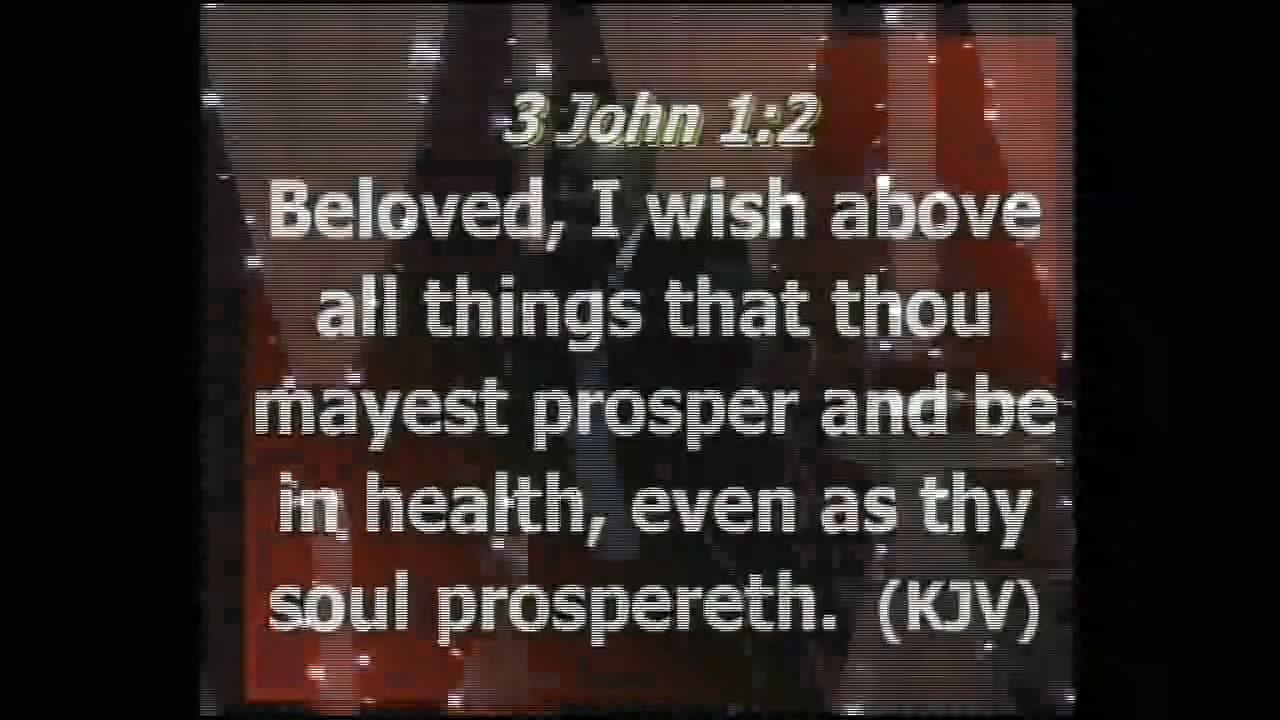 3 John 1:2
Beloved, I wish above
all things that thou
mayest prosper and be
in health, even as thy
soul prospereth. (KJV)